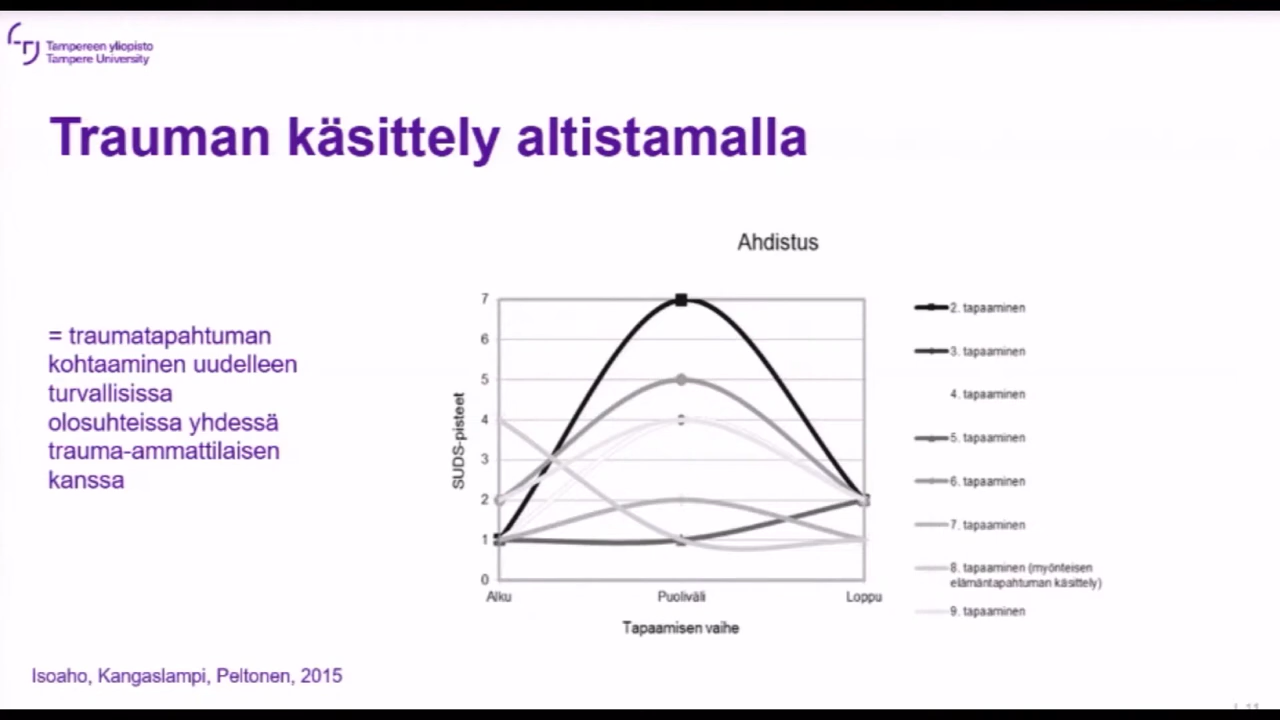 Tampereen yliopisto
Tampere University
Trauman käsittely altistamalla
= traumatapahtuman
kohtaaminen uudelleen
turvallisissa
olosuhteissa yhdessä
trauma-ammattilaisen
kanssa
Ahdistus
SUDS-pisteet
7
6
5
4
3
2
1
0
Alku
Puoliväli
Loppu
Tapaamisen vaihe
2. tapaaminen
3. tapaaminen
4. tapaaminen
5. tapaaminen
6. tapaaminen
7. tapaaminen
8. tapaaminen (myönteisen
elämäntapahtuman käsittely)
9. tapaaminen
Isoaho, Kangaslampi, Peltonen, 2015